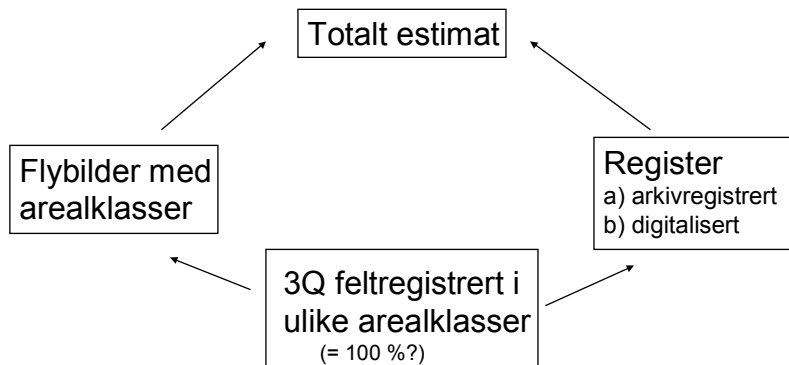 Totalt estimat
Flybilder med
arealklasser
Register
a) arkivregistrert
b) digitalisert
3Q feltregistrert i
ulike arealklasser
(= 100 %?)